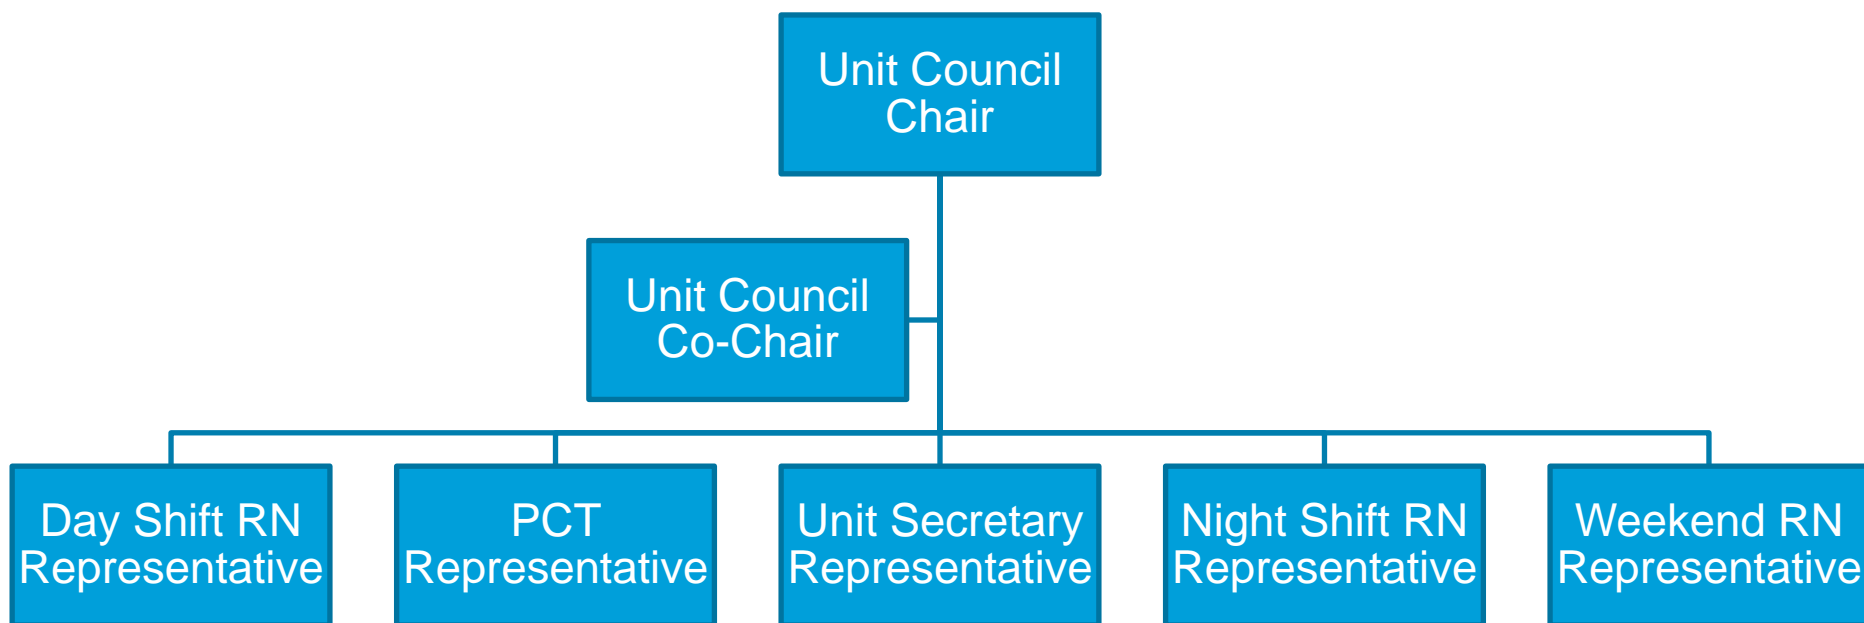 Unit Council
Chair
Unit Council
Co-Chair
Day Shift RN
Representative
PCT
Representative
Unit Secretary
Representative
Night Shift RN
Representative
Weekend RN
Representative